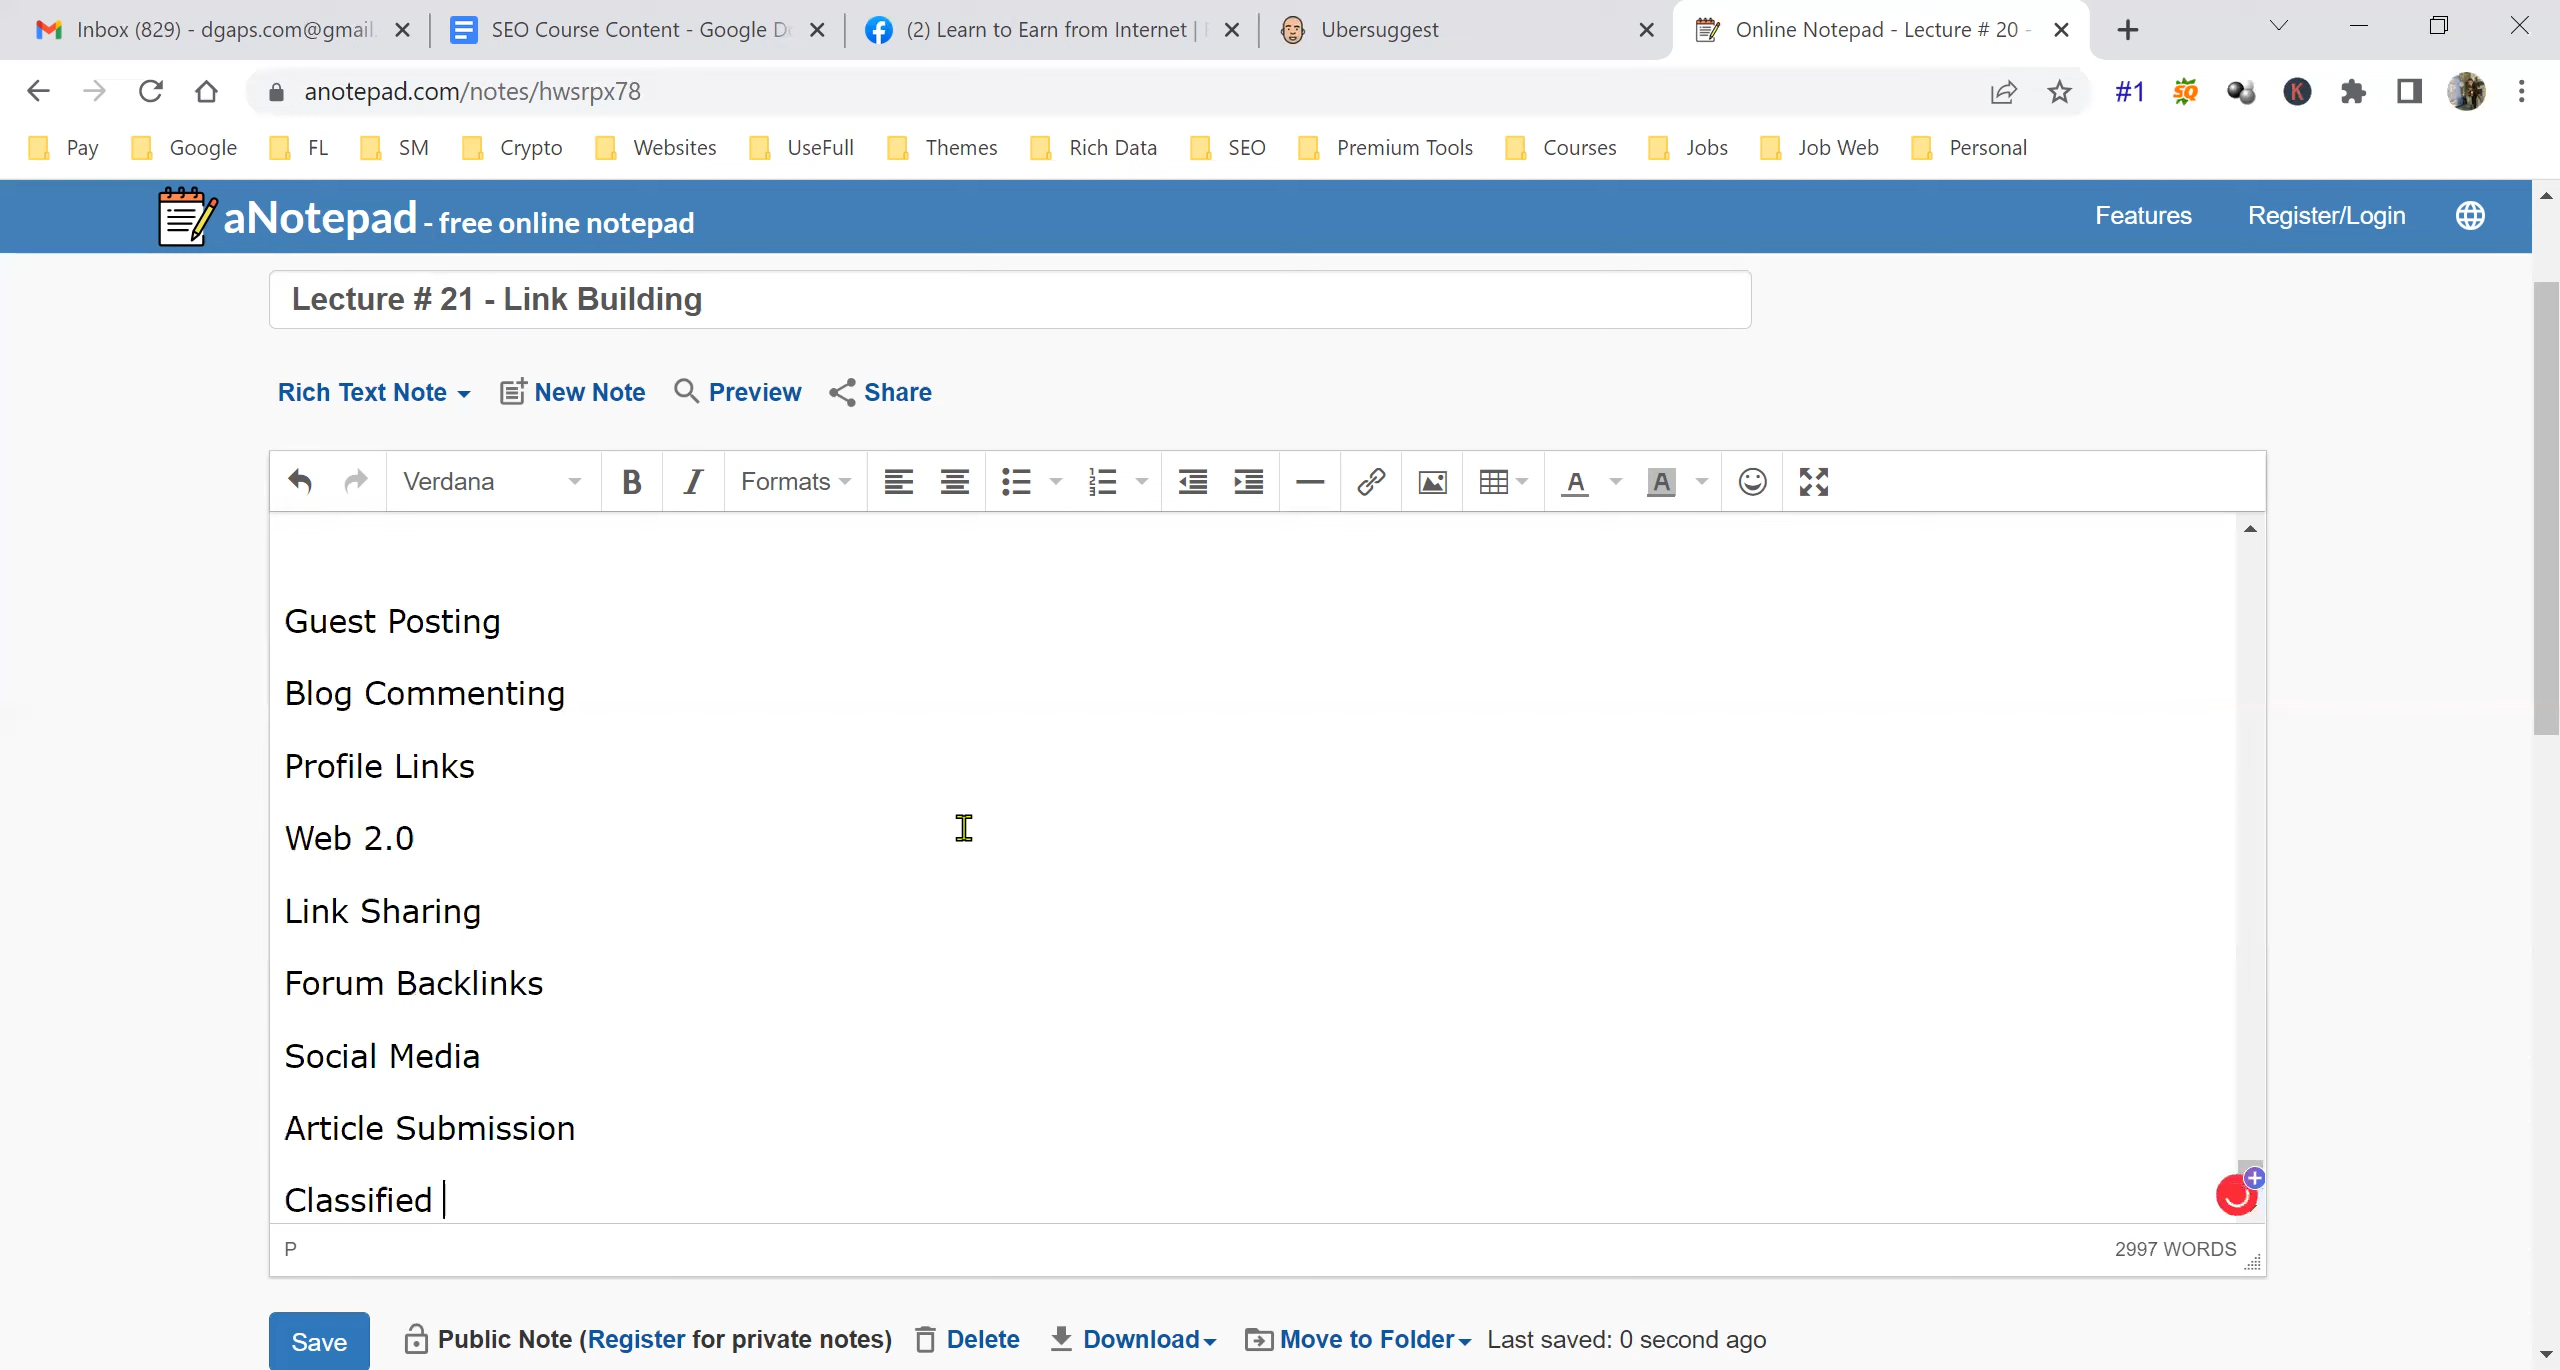 Inbox (829) - dgaps.com@gmail.
SEO Course Content - Google D
(2) Learn to Earn from Internet |
Ubersuggest
Online Notepad - Lecture # 20 -
anotepad.com/notes/hwsrpx78
#1
SQ
K
Pay
Google
FL
SM
Crypto
Websites
UseFull
Themes
Rich Data
SEO
Premium Tools
Courses
Jobs
Job Web
Personal
aNotepad - free online notepad
Features
Register/Login
Lecture # 21 - Link Building
Rich Text Note
New Note
Preview
Share
Verdana
B
I
Formats
A
A
Guest Posting
Blog Commenting
Profile Links
Web 2.0
Link Sharing
Forum Backlinks
Social Media
Article Submission
Classified
P
2997 WORDS
Save
Public Note (Register for private notes)
Delete
Download
Move to Folder
Last saved: 0 second ago